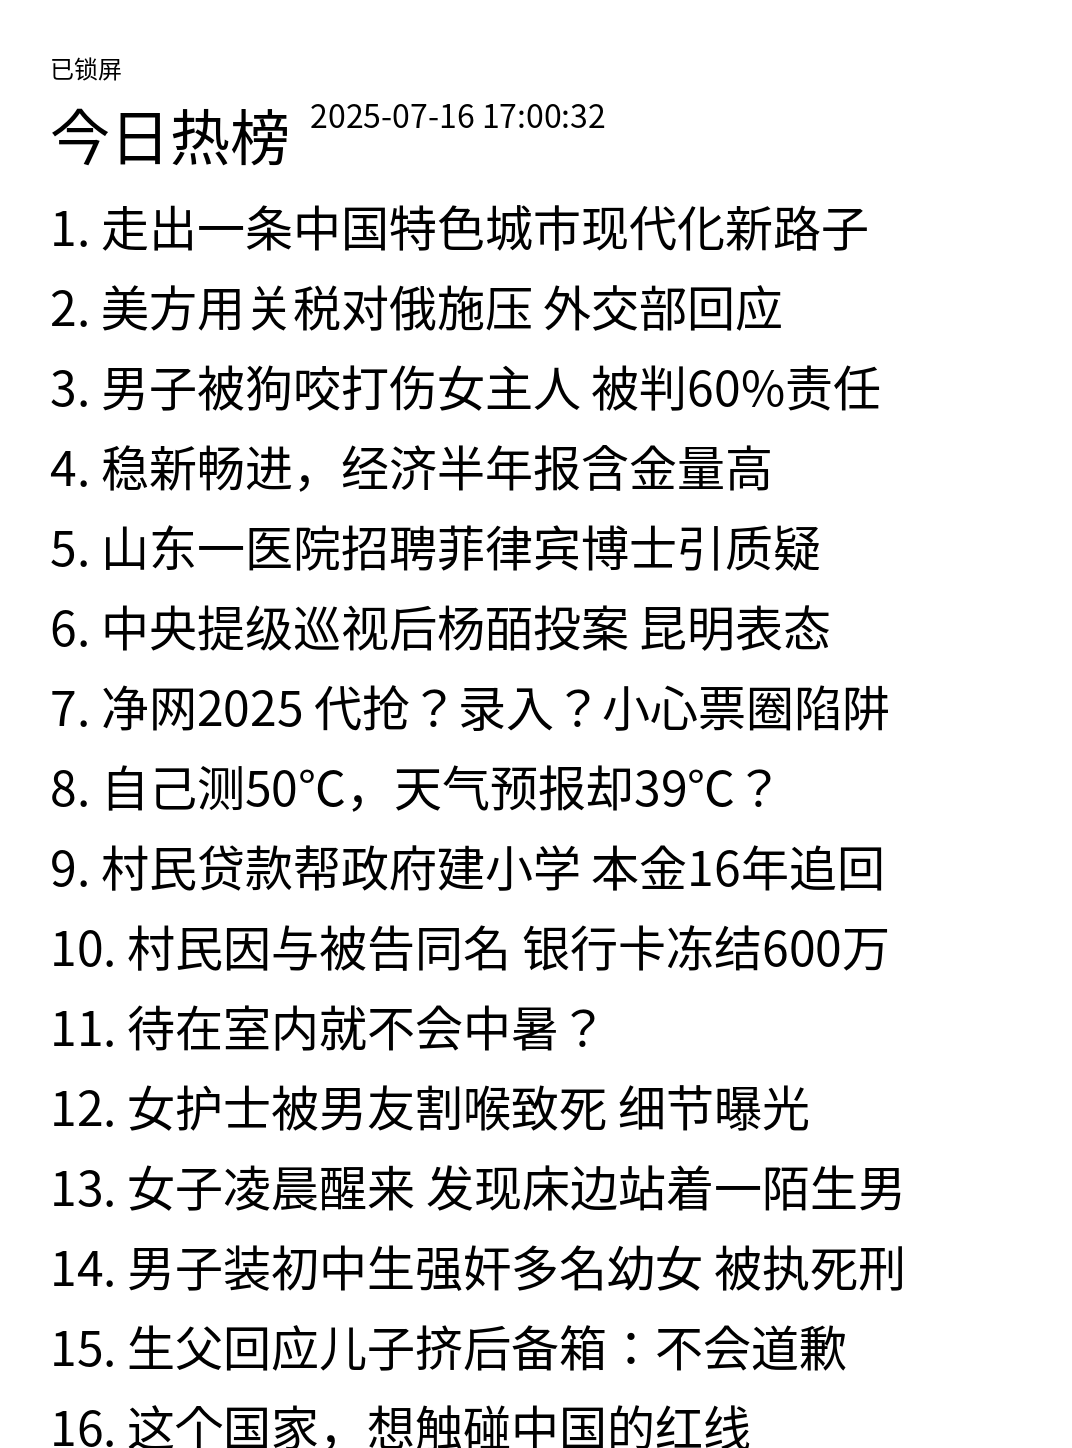 已锁屏
今日热榜 2025-07-16 17:00:32
1. 走出一条中国特色城市现代化新路子
2. 美方用关税对俄施压 外交部回应
3. 男子被狗咬打伤女主人 被判60%责任
4. 稳新畅进，经济半年报含金量高
5. 山东一医院招聘菲律宾博士引质疑
6. 中央提级巡视后杨皕投案 昆明表态
7. 净网2025 代抢？录入？小心票圈陷阱
8. 自己测50℃，天气预报却39℃？
9. 村民贷款帮政府建小学 本金16年追回
10. 村民因与被告同名 银行卡冻结600万
11. 待在室内就不会中暑？
12. 女护士被男友割喉致死 细节曝光
13. 女子凌晨醒来 发现床边站着一陌生男
14. 男子装初中生强奸多名幼女 被执死刑
15. 生父回应儿子挤后备箱：不会道歉
16. 这个国家，想触碰中国的红线